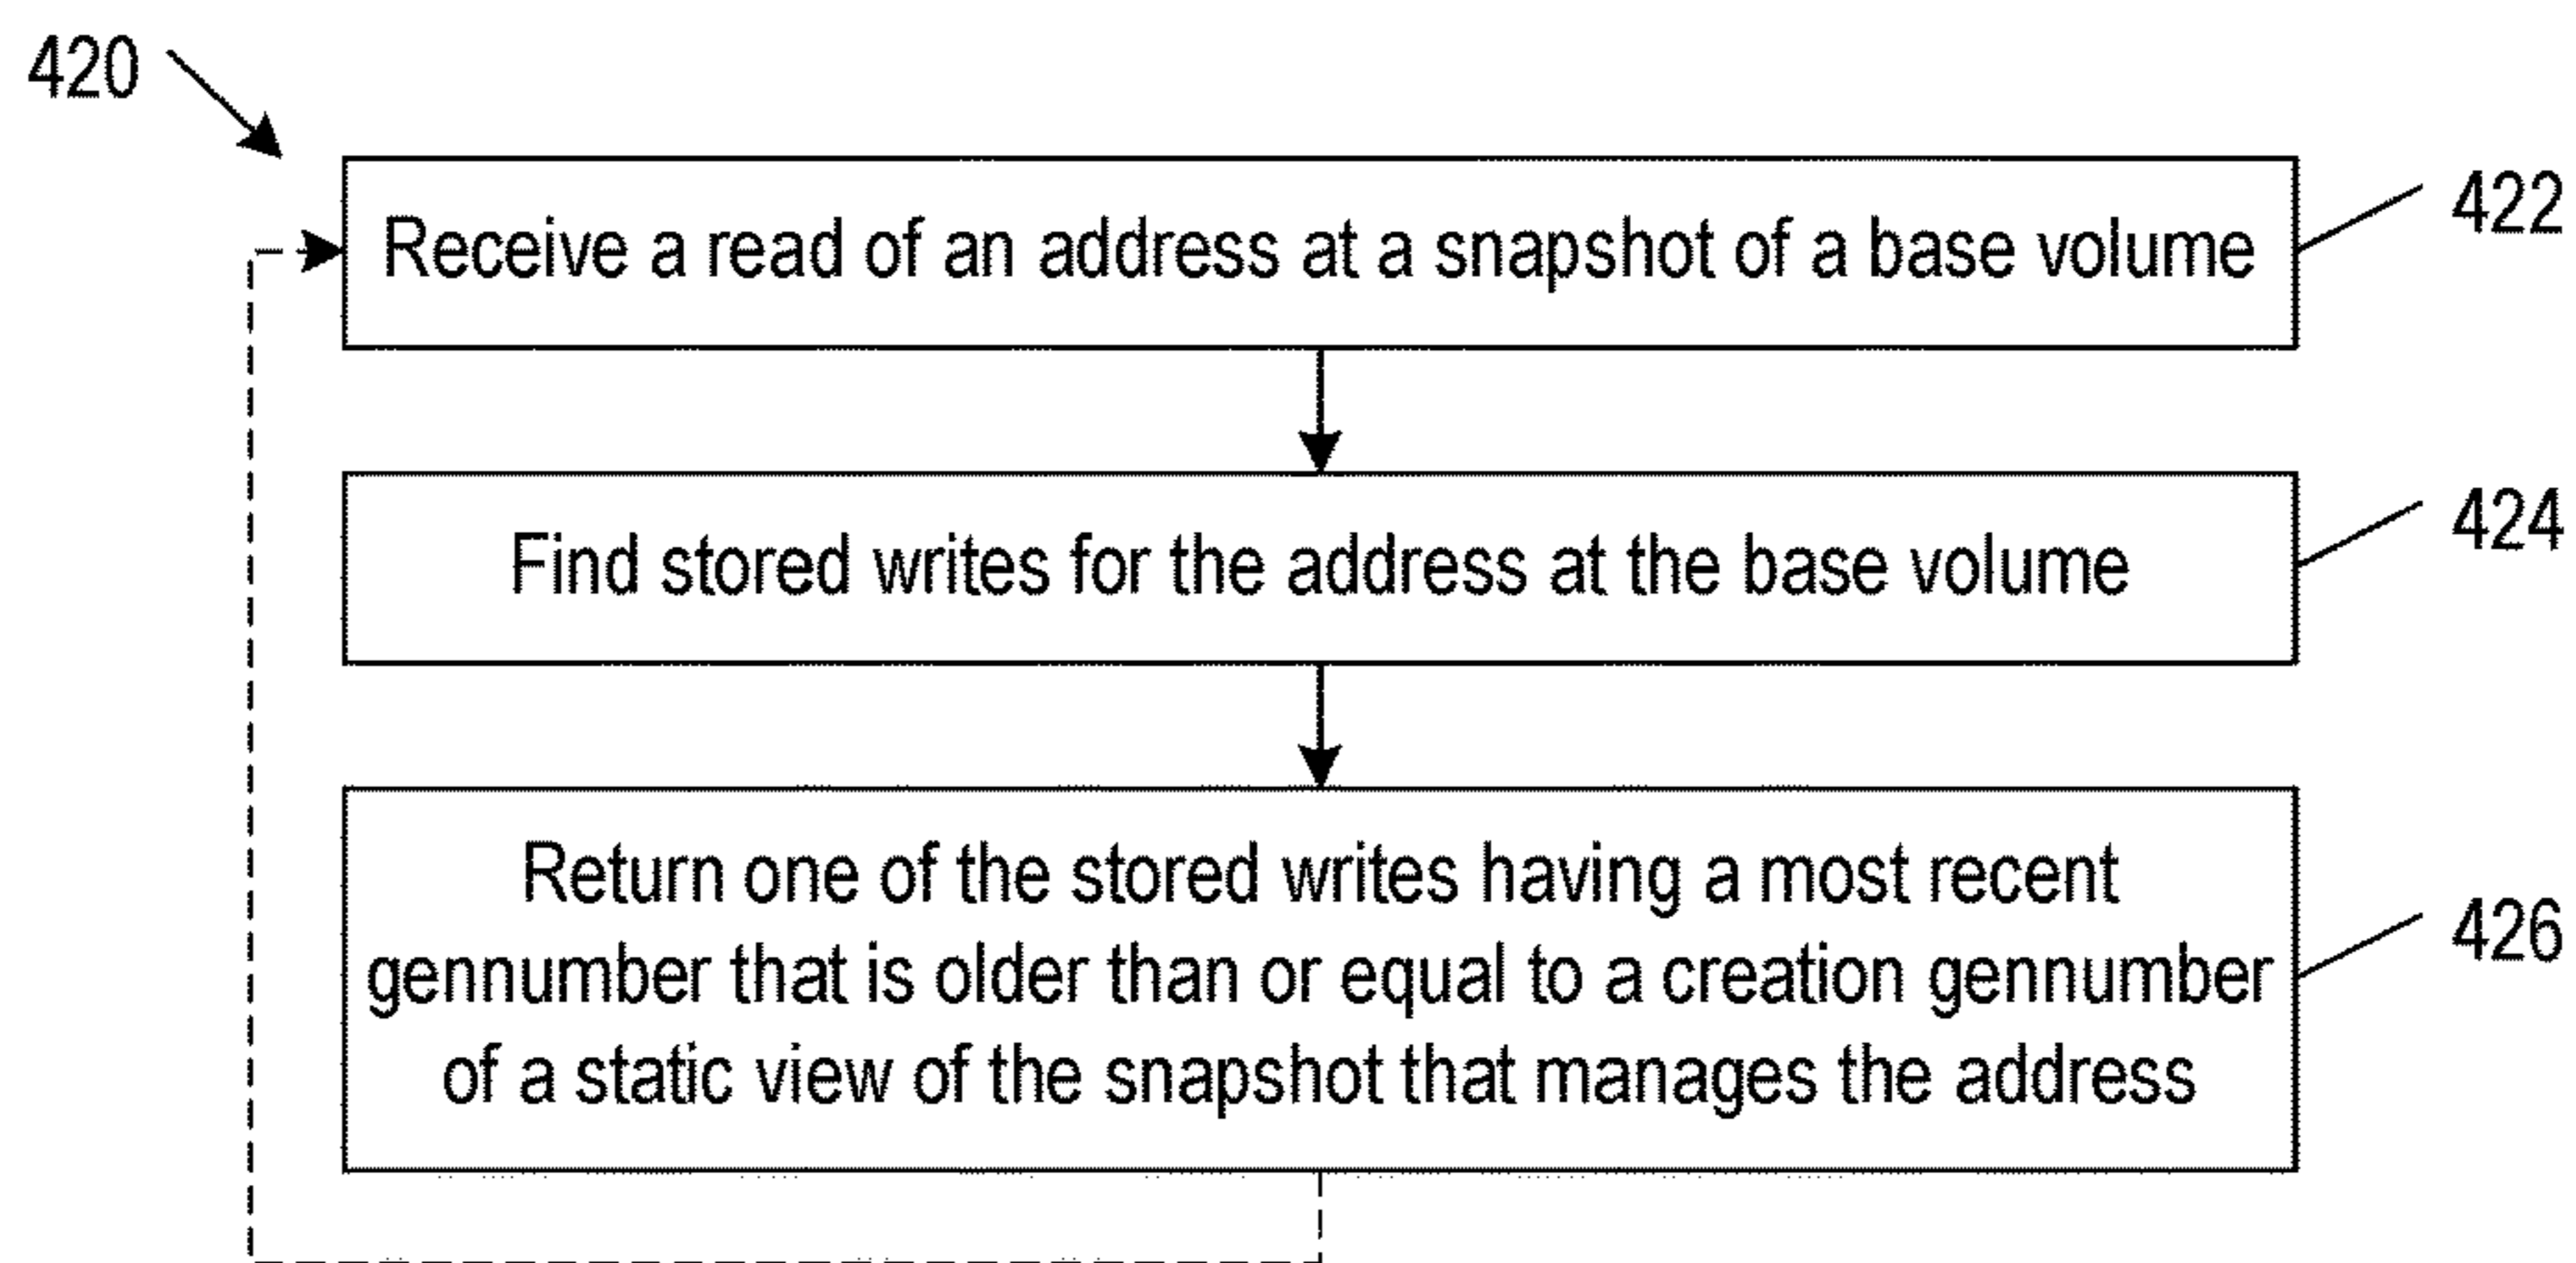 420
Receive a read of an address at a snapshot of a base volume
422
Find stored writes for the address at the base volume
424
Return one of the stored writes having a most recent
gennumber that is older than or equal to a creation gennumber
of a static view of the snapshot that manages the address
426